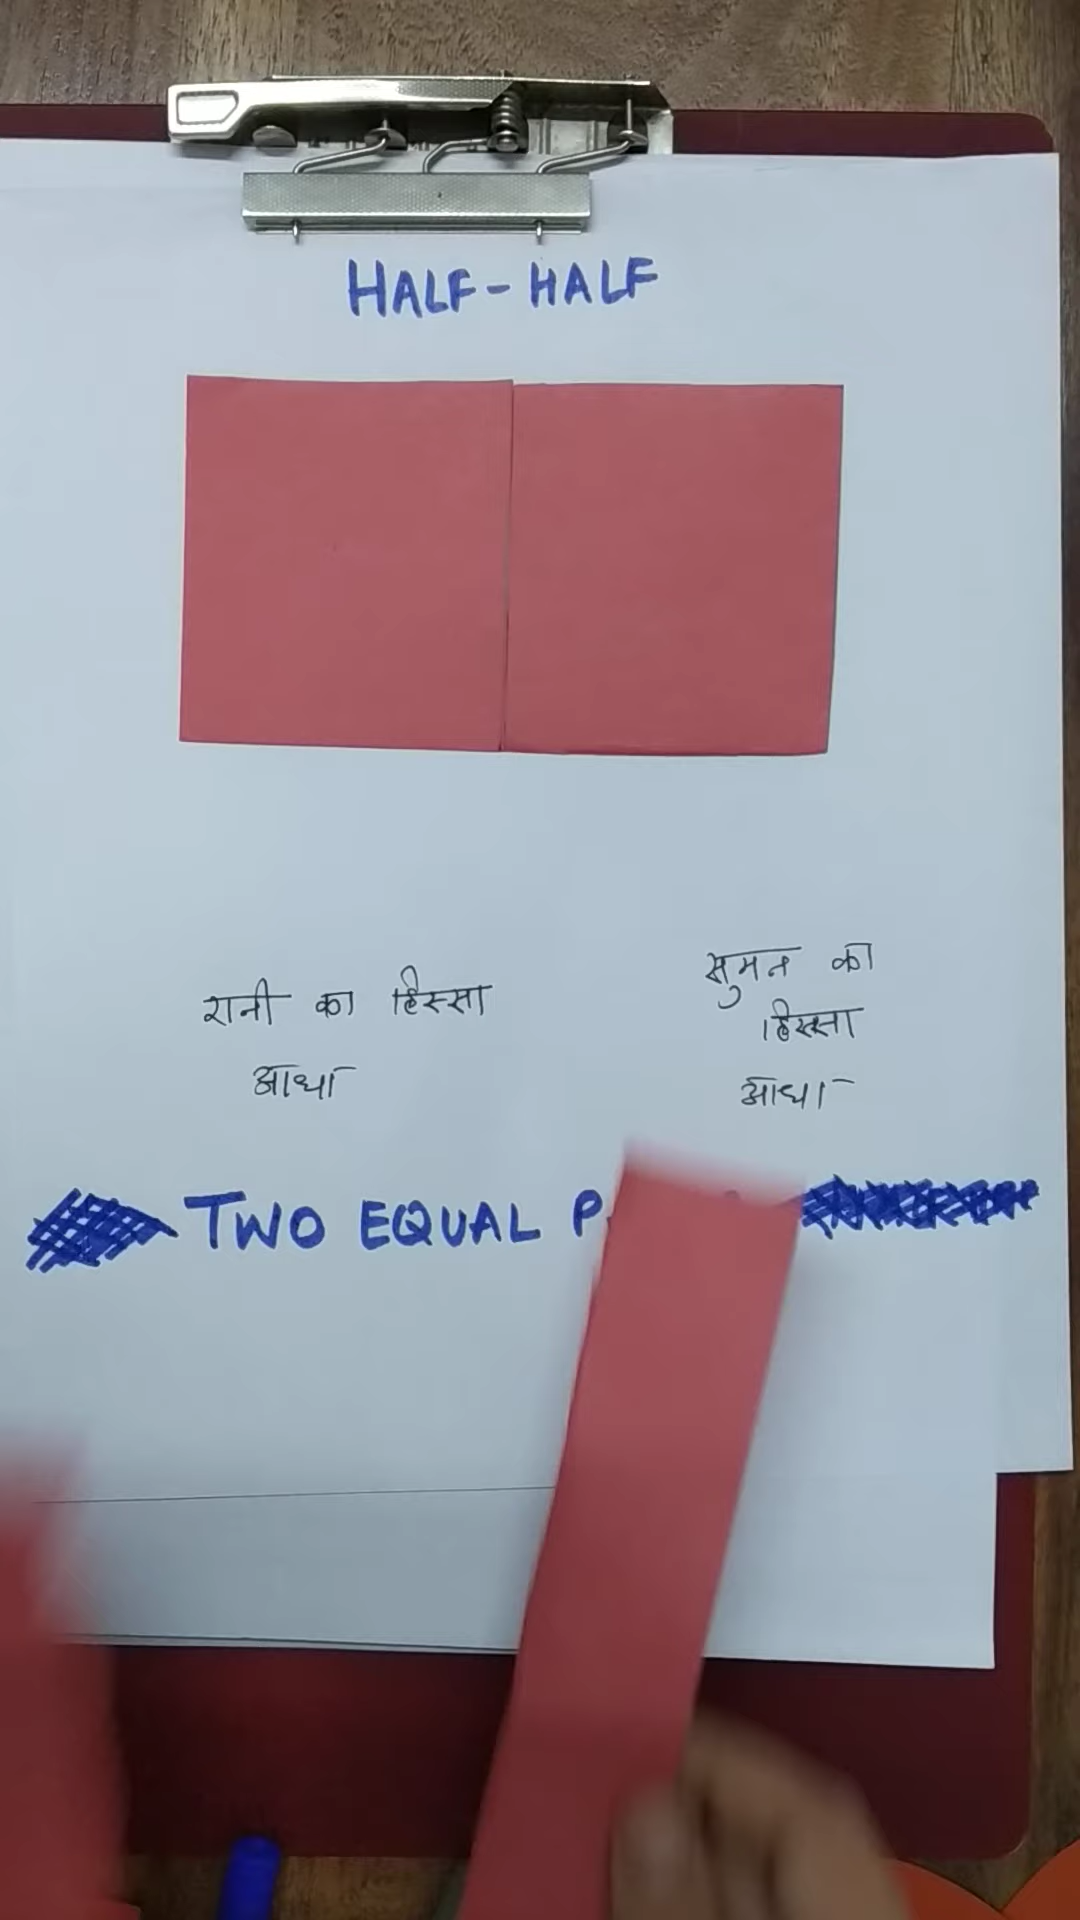 HALF-HALF
रानी का हिस्सा
आधा
सुमन का
हिस्सा
आधा
TWO EQUAL